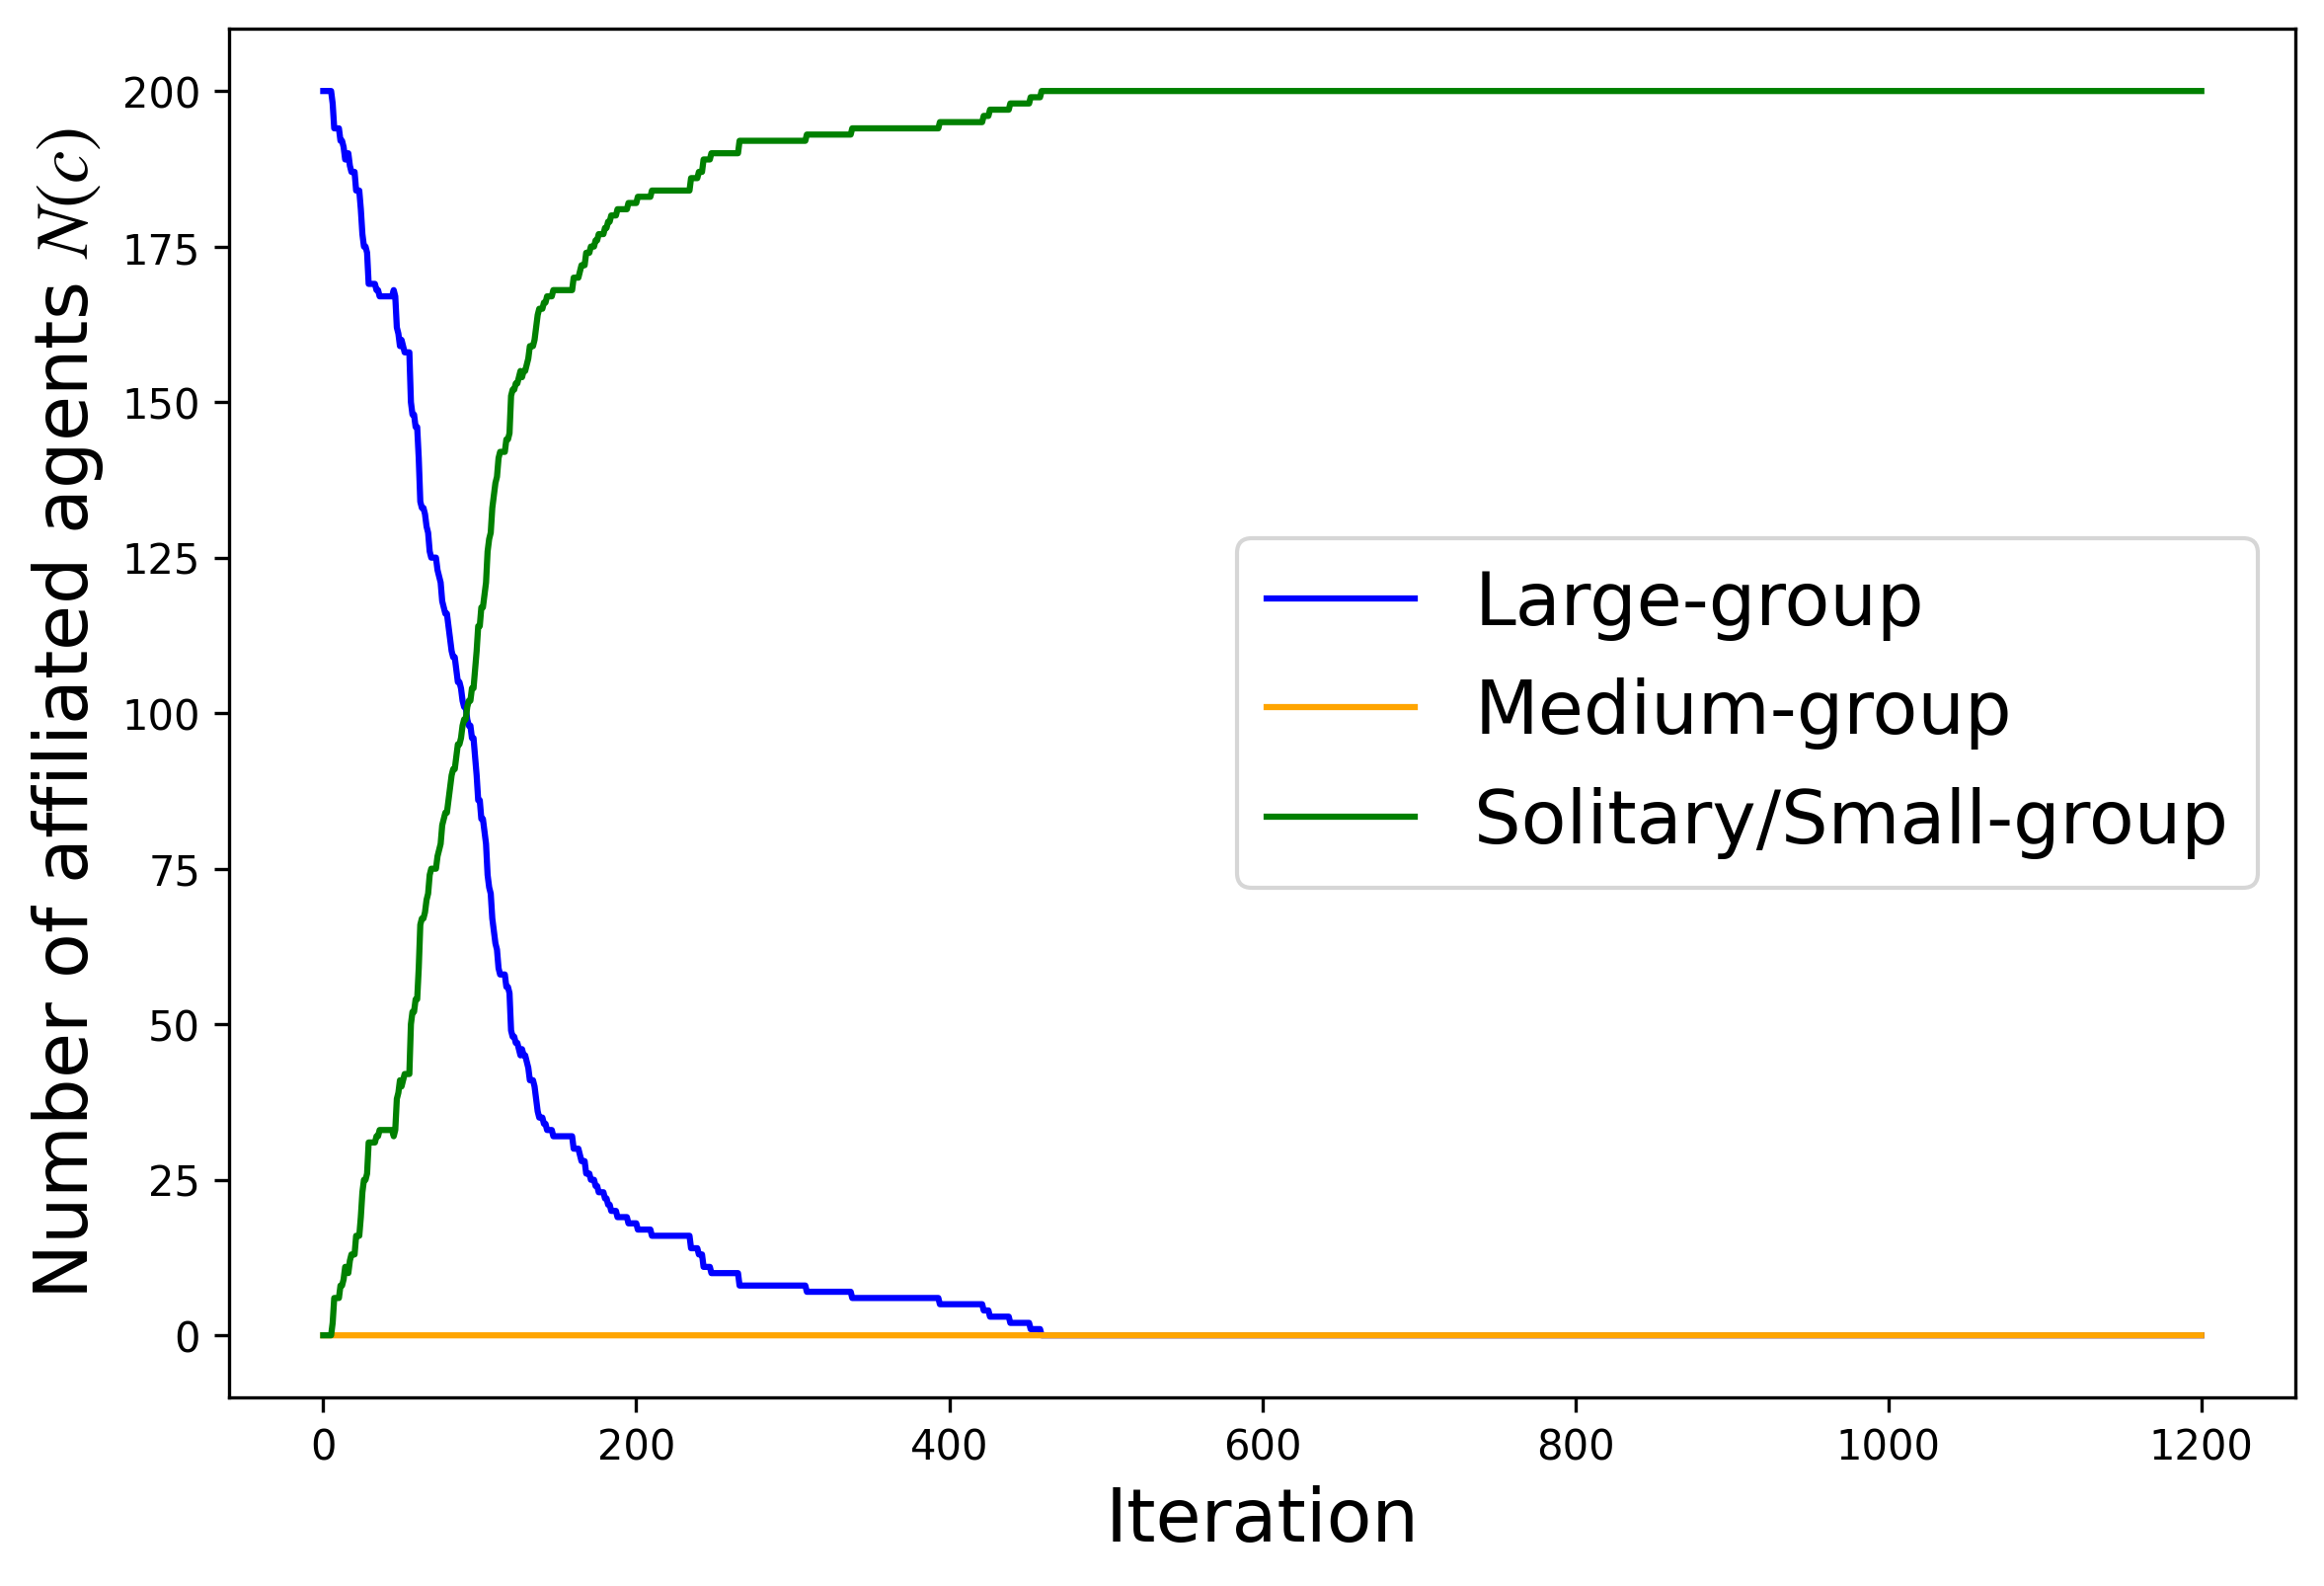 Number of affiliated agents N(c)
200
175
150
125
100
75
50
25
0
Large-group
Medium-group
Solitary/Small-group
0 200 400 600 800 1000 1200
Iteration